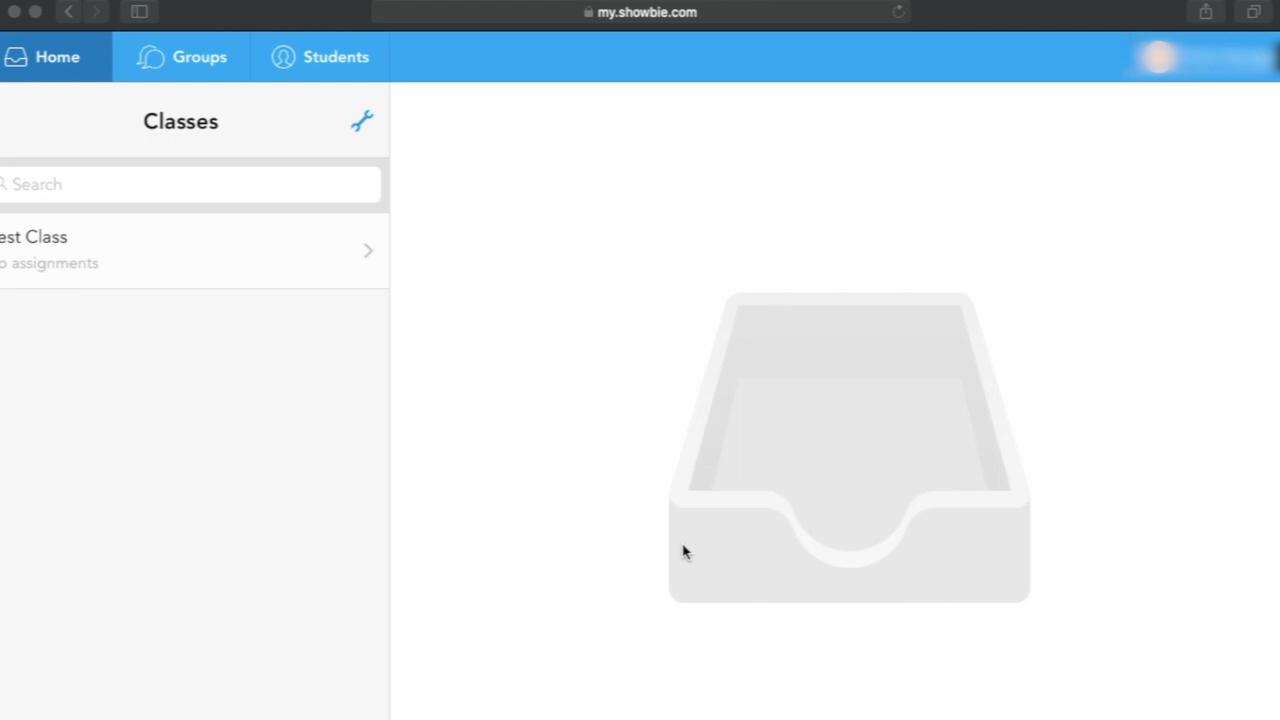 my.showbie.com
Home
Groups
Students
Classes
Search
est Class
o assignments